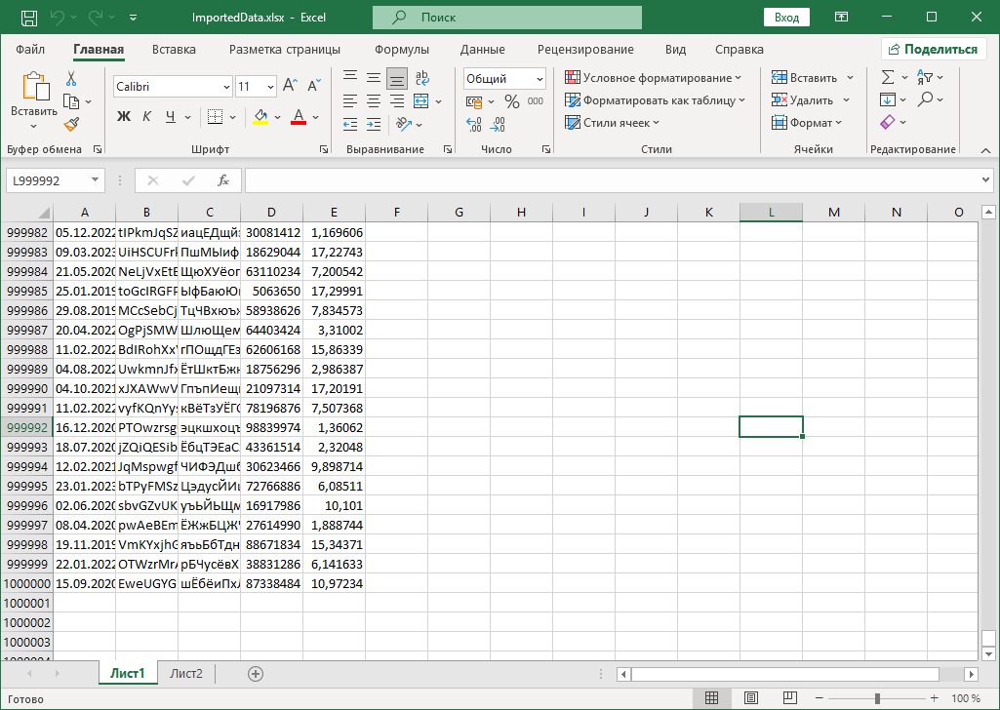 ImportedData.xlsx - Excel
Поиск
Вход
Файл Главная Вставка Разметка страницы Формулы Данные Рецензирование Вид Справка Поделиться
Вставить
Calibri 11
Ж К Ч
ab c
Общий
% 000
Условное форматирование
Форматировать как таблицу
Стили ячеек
Вставить
Удалить
Формат
Буфер обмена Шрифт Выравнивание Число Стили Ячейки Редактирование
L999992 fx
A B C D E F G H I J K L M N O
999982 05.12.2022 tIPkmJqSZ иацЕДщйз 30081412 1,169606
999983 09.03.2023 UiHSCUFrl ПшМЫиф 18629044 17,22743
999984 21.05.2020 NeLjVxEtE ЩюХУёог 63110234 7,200542
999985 25.01.2019 toGcIRGFF ЫфБаюЮ 5063650 17,29991
999986 29.08.2019 MCcSebCj ТцЧВхюъ 58938626 7,834573
999987 20.04.2022 OgPjSMW ШлюЩем 64403424 3,31002
999988 11.02.2022 BdIRohXx гПОщдГЕз 62606168 15,86339
999989 04.08.2022 UwkmnJfx ЁтШктБжн 18756296 2,986387
999990 04.10.2021 xJXAWwV ГпъпИещ 21097314 17,20191
999991 11.02.2022 vyfKQnYy кВёТзУЁГ 78196876 7,507368
999992 16.12.2020 PTOwzrsg эцкшхоцъ 98839974 1,36062
999993 18.07.2020 jZQiQESib ЁбцТЭЕаС 43361514 2,32048
999994 12.02.2021 JqMspwgf ЧИФЭДшб 30623466 9,898714
999995 23.01.2023 bTPyFMSz ЦэдусЙИ 72766886 6,08511
999996 02.06.2020 sbvGZvUK уъЬЙЬЩм 16917986 10,101
999997 08.04.2020 pwAeBEm ЁЖжБЦЖ 27614990 1,888744
999998 19.11.2019 VmKYxjhG яъьБбТдн 88671834 15,34371
999999 22.01.2022 OTWzrMr рБЧусёвХ 38831286 6,141633
1000000 15.09.2020 EweUGYG шЁбёиПх 87338484 10,97234
1000001
1000002
1000003
Лист1 Лист2
Готово 100 %